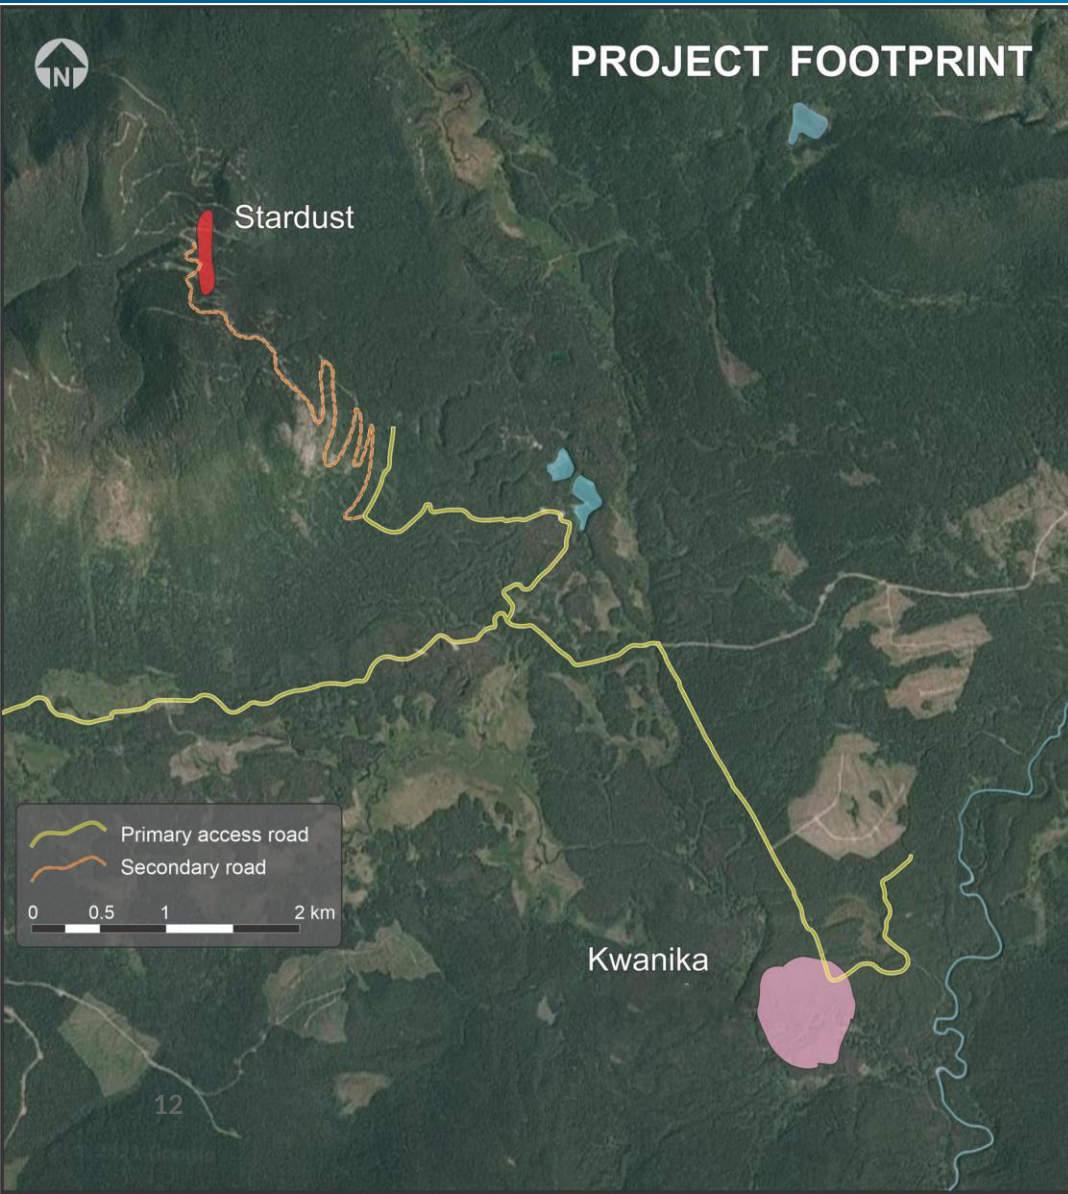 N
PROJECT FOOTPRINT
Stardust
Primary access road
Secondary road
0 0.5 1 2 km
Kwanika
12